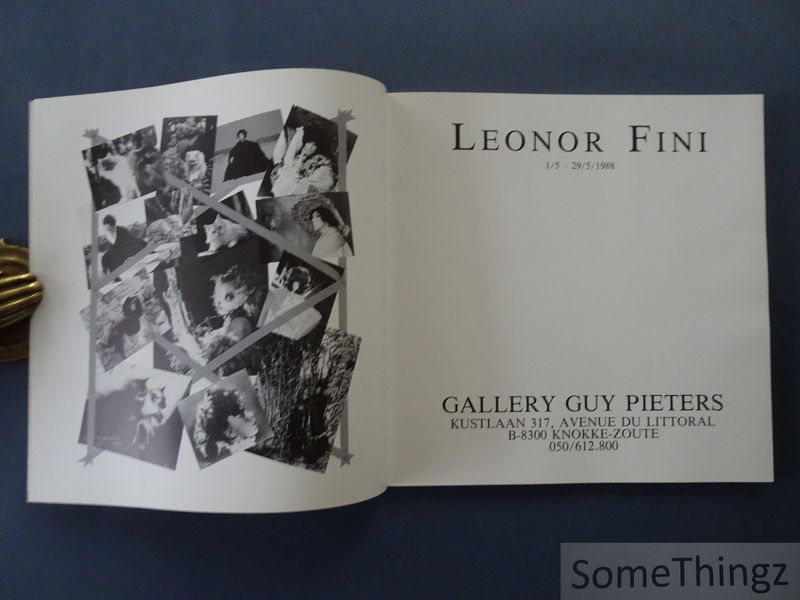 LEONOR FINI
1/5 – 29/5/1988
GALLERY GUY PIETERS
KUSTLAAN 317, AVENUE DU LITTORAL
B-8300 KNOKKE-ZOUTE
050/612.800
SomeThingz